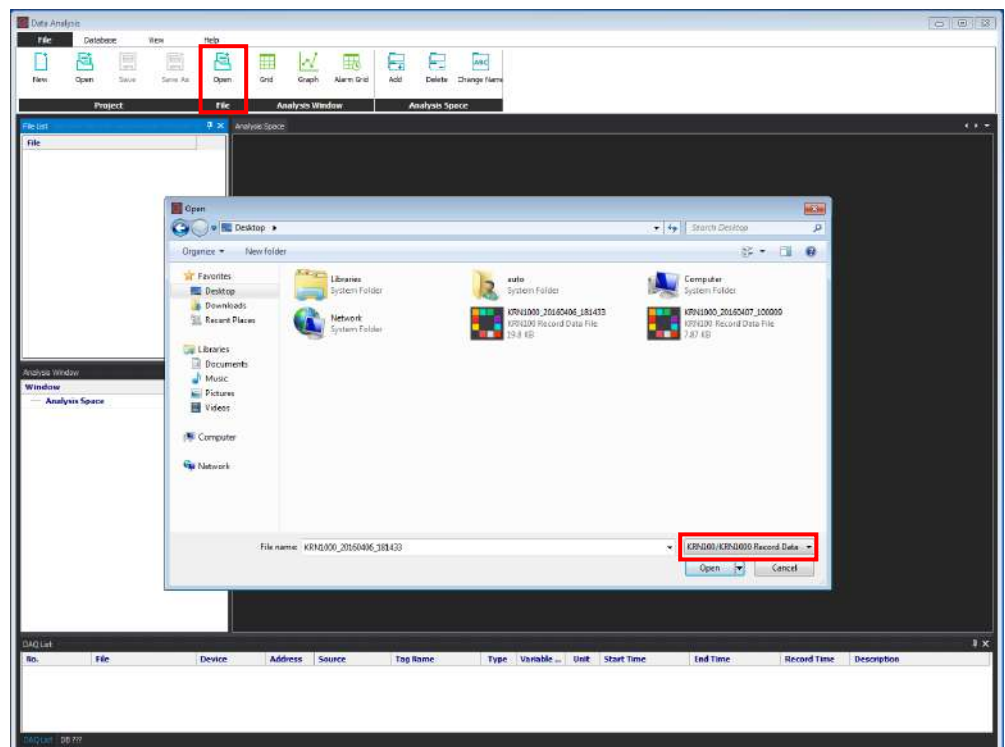 Data Analysis
File Database View Help
New Open Save Save As Open Grid Graph Alarm Grid Add Delete Change Name
Project File Analysis Window Analysis Space
File List Analysis Space
File
Open
Desktop Search Desktop
Organize New folder
Favorites
Desktop
Downloads
Recent Places
Libraries
Documents
Music
Pictures
Videos
Computer
Network
Libraries
System Folder
auto
System Folder
Computer
System Folder
Network
System Folder
KRN1000_20160406_181433
KRN100 Record Data File
19.8 KB
KRN1000_20160407_100909
KRN100 Record Data File
7.87 KB
File name: KRN1000_20160406_181433 KRN100/KRN1000 Record Data
Open Cancel
Analysis Window
Window
Analysis Space
DAQ List
No. File Device Address Source Tag Name Type Variable ... Unit Start Time End Time Record Time Description
DAQ List DB ???